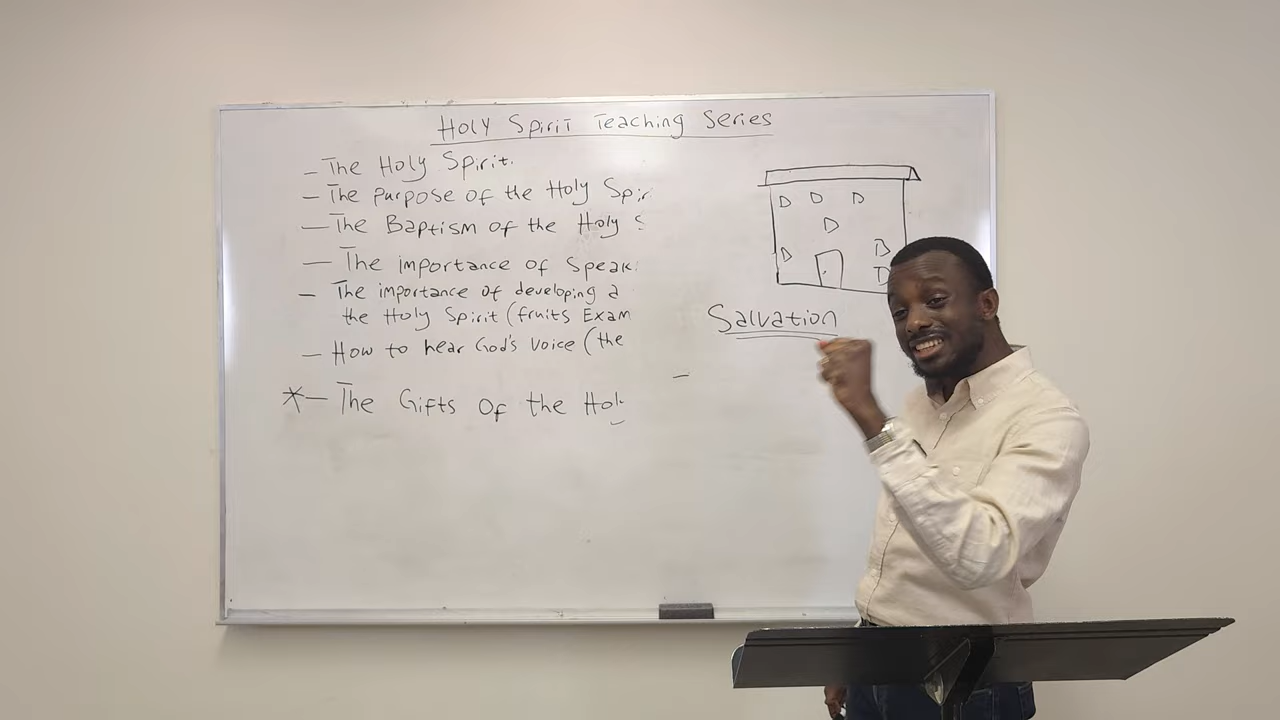 Holy Spirit Teaching Series
— The Holy Spirit.
— The purpose of the Holy Spir
— The Baptism of the Holy S
— The importance of Speak
— The importance of developing a
the Holy Spirit (fruits Exam
— How to hear God's Voice (the
*— The Gifts of the Hol
Salvation
—